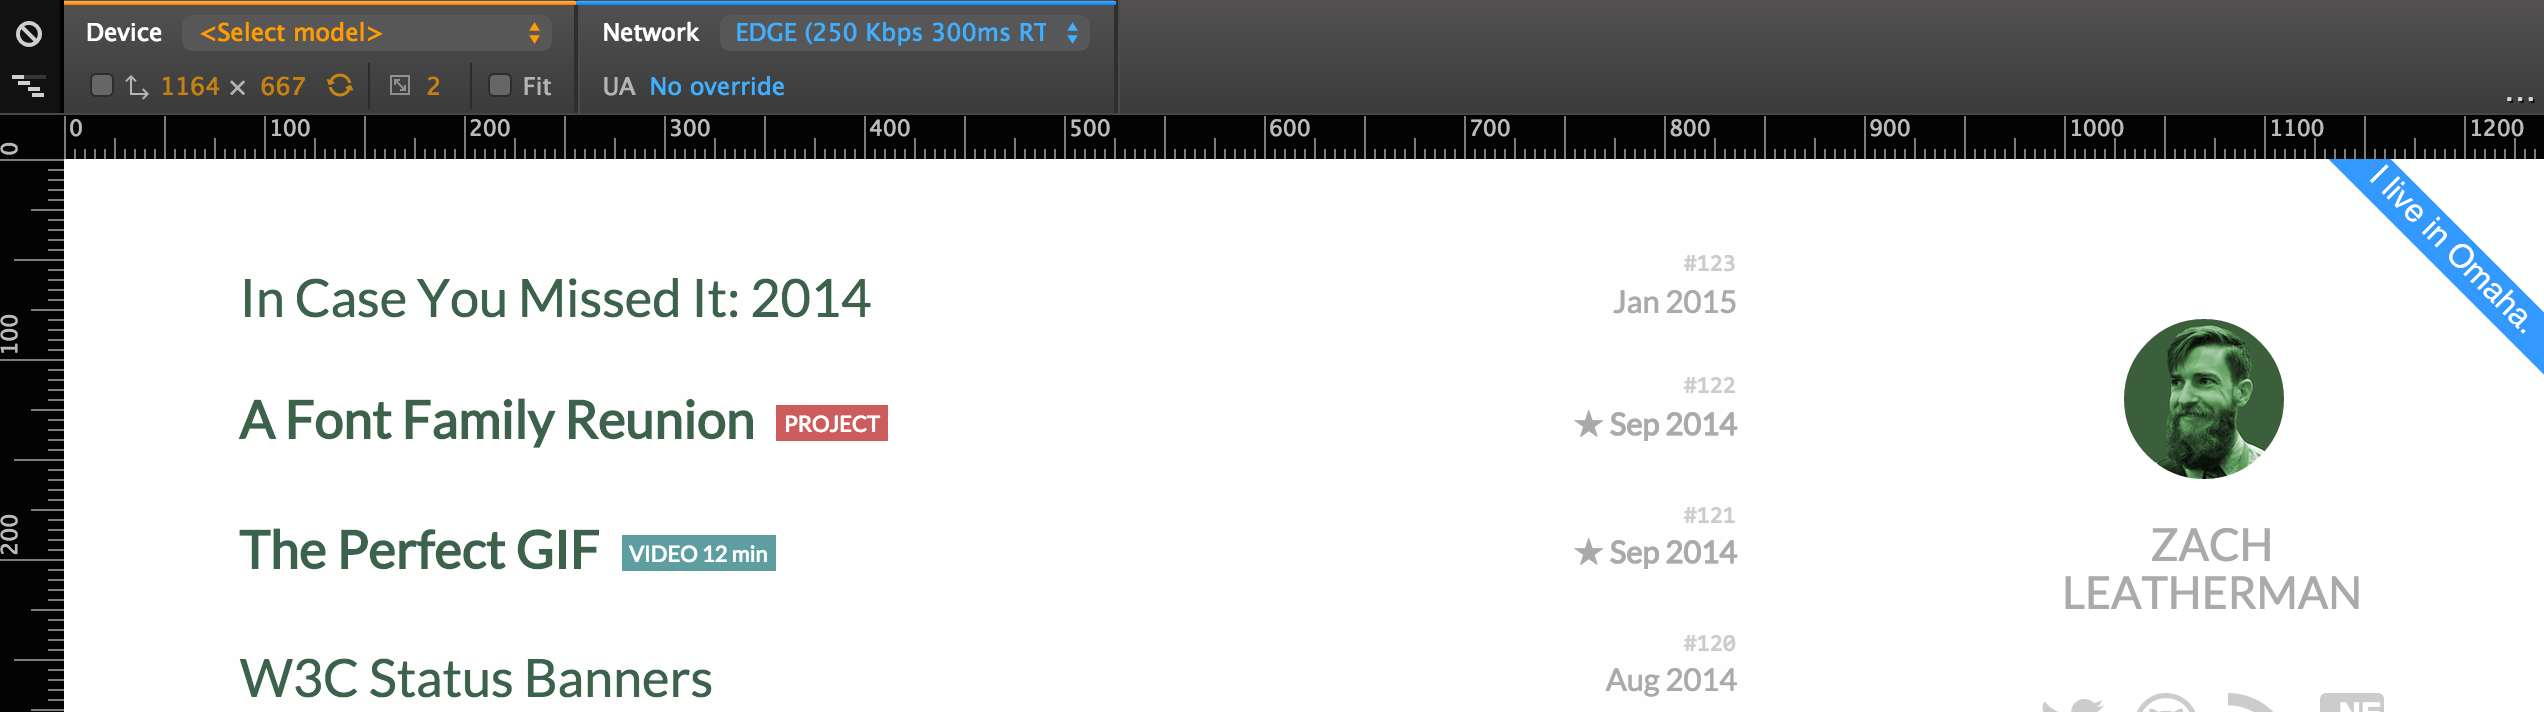 Device <Select model> Network EDGE (250 Kbps 300ms RT
1164 × 667 2 Fit UA No override
...
0 100 200 300 400 500 600 700 800 900 1000 1100 1200
0
100
200
I live in Omaha.
#123
In Case You Missed It: 2014 Jan 2015
#122
A Font Family Reunion PROJECT ★ Sep 2014
#121
The Perfect GIF VIDEO 12 min ★ Sep 2014
#120
W3C Status Banners Aug 2014
ZACH
LEATHERMAN